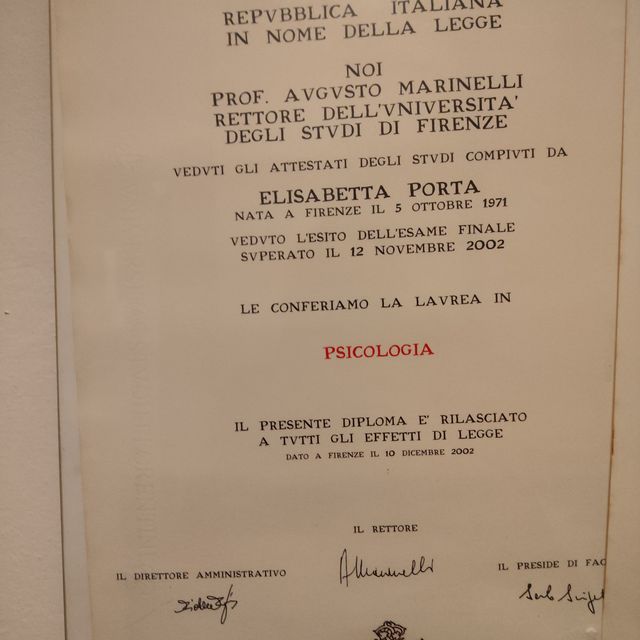 REPVBBLICA ITALIANA
IN NOME DELLA LEGGE
NOI
PROF. AVGVSTO MARINELLI
RETTORE DELL'VNIVERSITA'
DEGLI STVDI DI FIRENZE
VEDVTI GLI ATTESTATI DEGLI STVDI COMPIVTI DA
ELISABETTA PORTA
NATA A FIRENZE IL 5 OTTOBRE 1971
VEDVTO L'ESITO DELL'ESAME FINALE
SVPERATO IL 12 NOVEMBRE 2002
LE CONFERIAMO LA LAVREA IN
PSICOLOGIA
IL PRESENTE DIPLOMA E' RILASCIATO
A TVTTI GLI EFFETTI DI LEGGE
DATO A FIRENZE IL 10 DICEMBRE 2002
IL RETTORE
IL DIRETTORE AMMINISTRATIVO
IL PRESIDE DI FAC